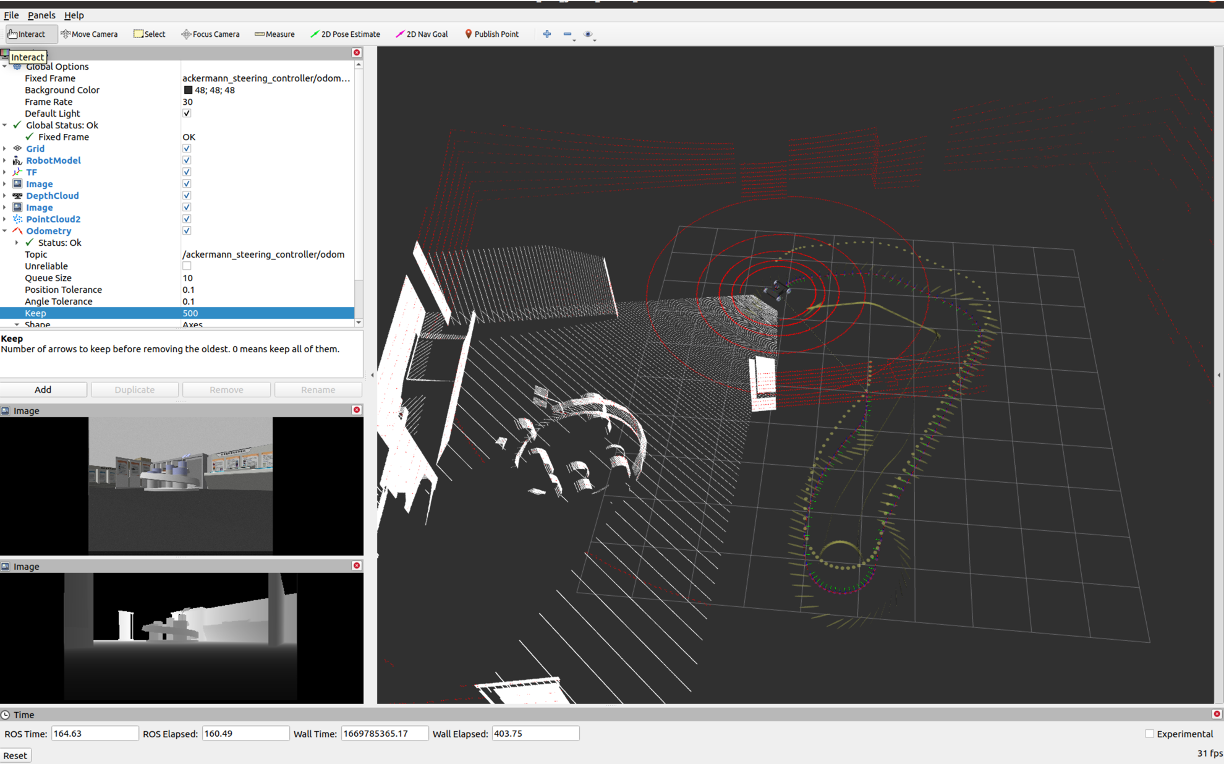 File Panels Help
Interact Move Camera Select Focus Camera Measure 2D Pose Estimate 2D Nav Goal Publish Point
Interact
Global Options
Fixed Frame ackermann_steering_controller/odom...
Background Color 48; 48; 48
Frame Rate 30
Default Light
Global Status: Ok
Fixed Frame OK
Grid
RobotModel
TF
Image
DepthCloud
Image
PointCloud2
Odometry
Status: Ok
Topic /ackermann_steering_controller/odom
Unreliable
Queue Size 10
Position Tolerance 0.1
Angle Tolerance 0.1
Keep 500
Shape Axes
Keep
Number of arrows to keep before removing the oldest. 0 means keep all of them.
Add Duplicate Remove Rename
Image
Image
Time
ROS Time: 164.63 ROS Elapsed: 160.49 Wall Time: 1669785365.17 Wall Elapsed: 403.75 Experimental
Reset 31 fps